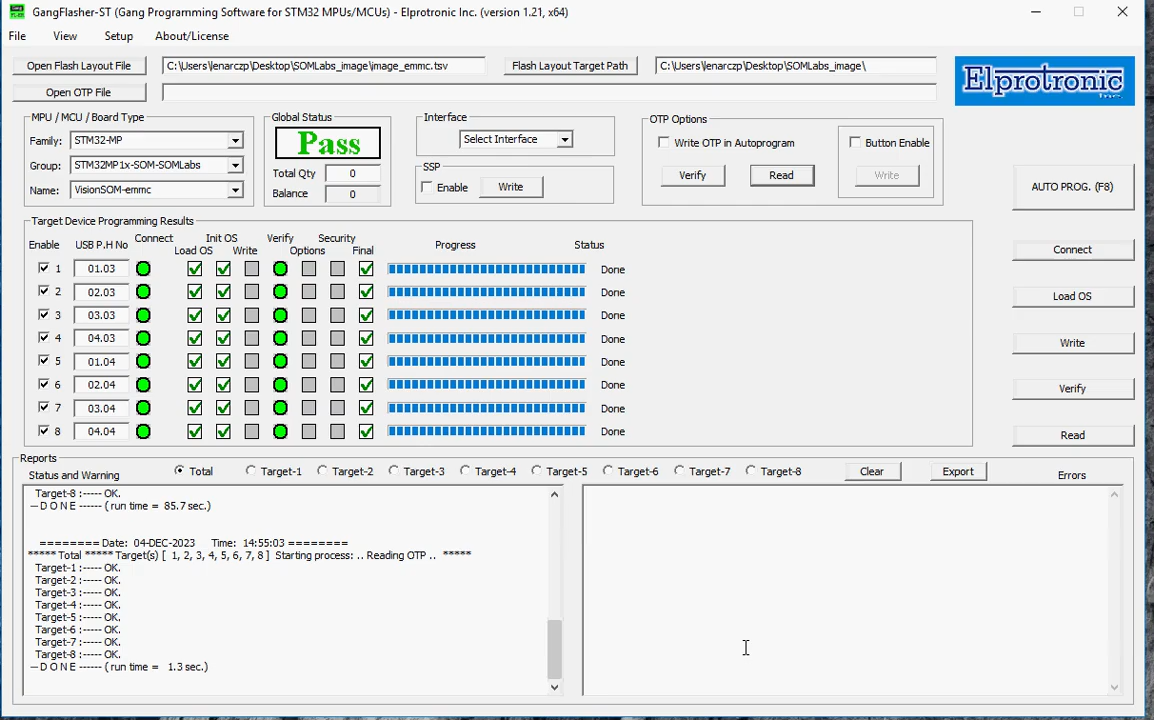 GangFlasher-ST (Gang Programming Software for STM32 MPUs/MCUs) - Elprotronic Inc. (version 1.21, x64)
File View Setup About/License
Open Flash Layout File C:\Users\lenarczp\Desktop\SOMLabs_image\image_emmc.tsv Flash Layout Target Path C:\Users\lenarczp\Desktop\SOMLabs_image\
Open OTP File
Elprotronic Inc.
MPU / MCU / Board Type
Family: STM32-MP
Group: STM32MP1x-SOM-SOMLabs
Name: VisionSOM-emmc
Global Status
Pass
Total Qty 0
Balance 0
Interface
Select Interface
SSP
Enable Write
OTP Options
Write OTP in Autoprogram
Verify Read
Button Enable
Write
AUTO PROG. (F8)
Connect
Load OS
Write
Verify
Read
Target Device Programming Results
Enable USB P.H No Connect Load OS Init OS Write Verify Options Security Final Progress Status
1 01.03 Done
2 02.03 Done
3 03.03 Done
4 04.03 Done
5 01.04 Done
6 02.04 Done
7 03.04 Done
8 04.04 Done
Reports
Status and Warning Total Target-1 Target-2 Target-3 Target-4 Target-5 Target-6 Target-7 Target-8 Clear Export Errors
Target-8 :----- OK.
---D O N E ------ ( run time = 85.7 sec.)
======== Date: 04-DEC-2023 Time: 14:55:03 ========
***** Total ***** Target(s) [ 1, 2, 3, 4, 5, 6, 7, 8 ] Starting process: .. Reading OTP .. *****
Target-1 :----- OK.
Target-2 :----- OK.
Target-3 :----- OK.
Target-4 :----- OK.
Target-5 :----- OK.
Target-6 :----- OK.
Target-7 :----- OK.
Target-8 :----- OK.
---D O N E ------ ( run time = 1.3 sec.)